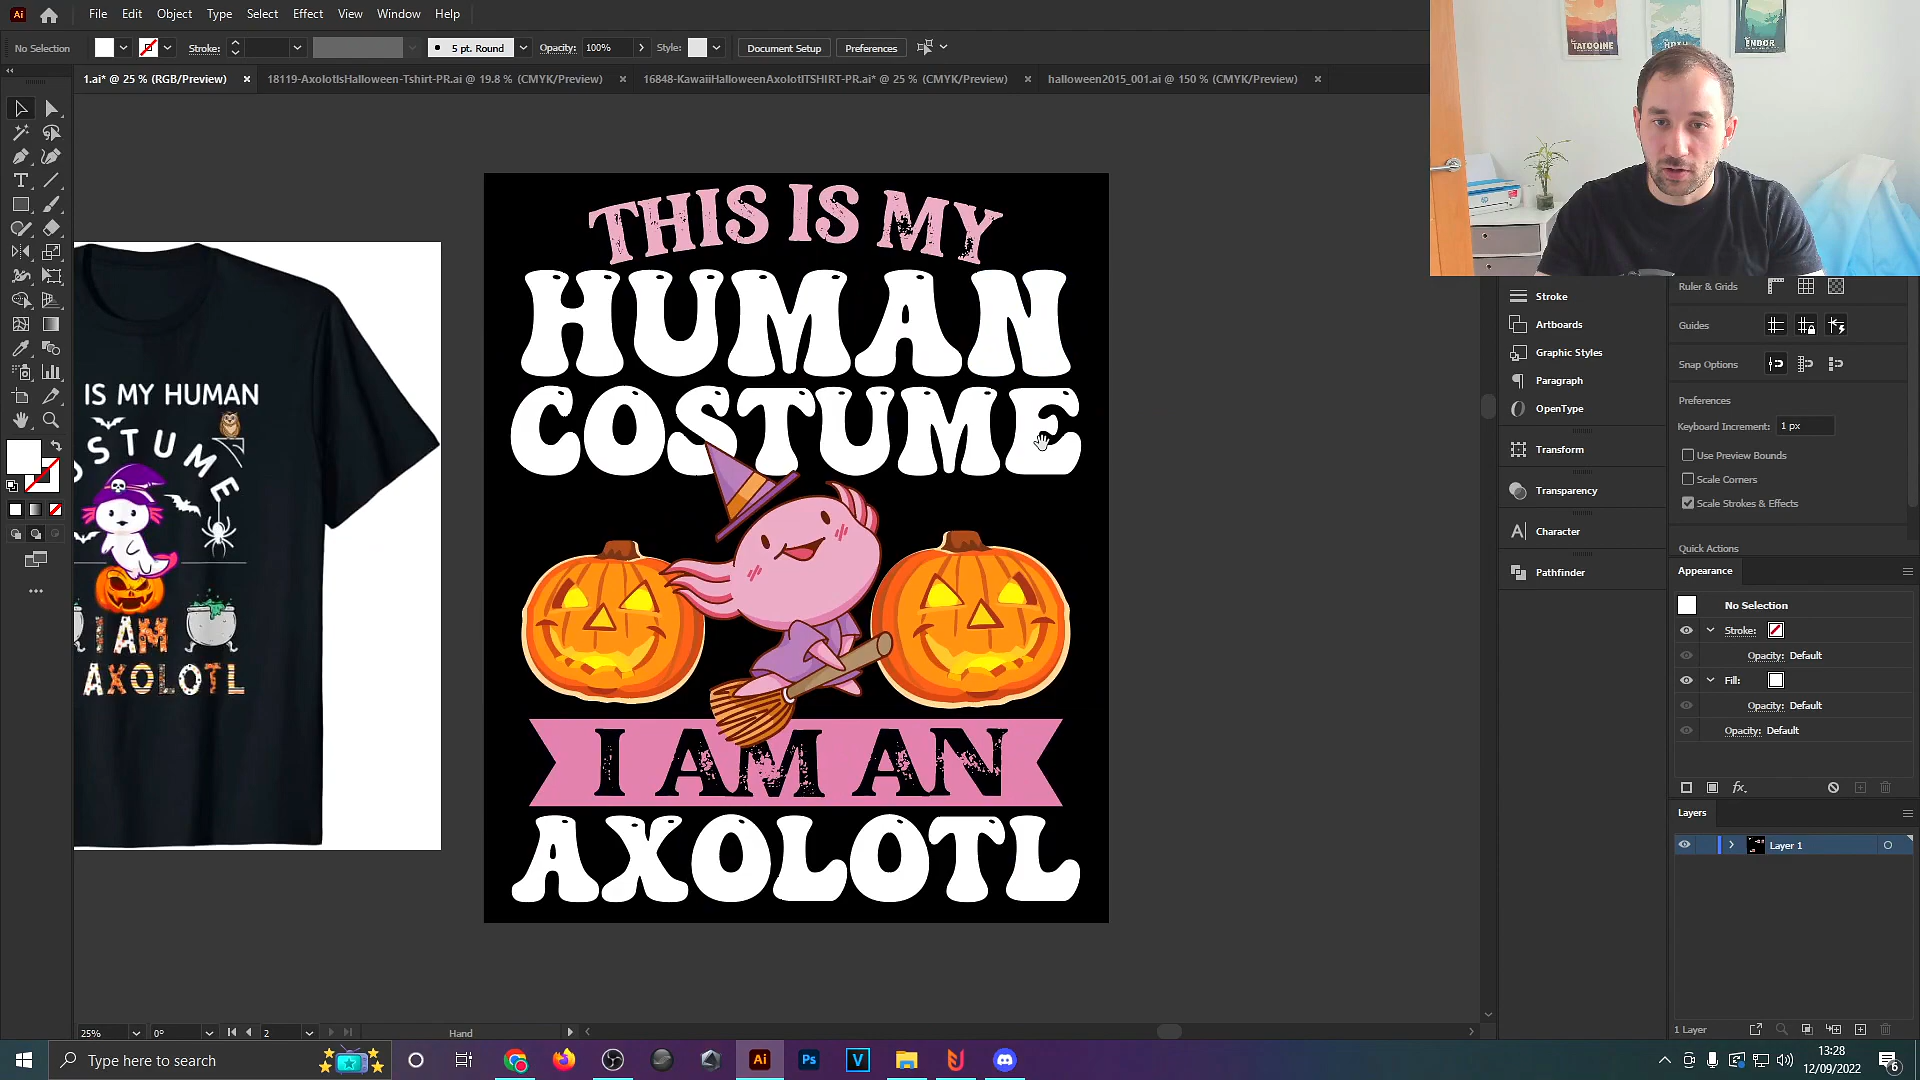 File Edit Object Type Select Effect View Window Help
No Selection Stroke: 5 pt. Round Opacity: 100% Style: Document Setup Preferences
1.ai* @ 25 % (RGB/Preview) 18119-AxolotlsHalloween-Tshirt-PR.ai @ 19.8 % (CMYK/Preview) 16848-KawaiiHalloweenAxolotlTSHIRT-PR.ai* @ 25 % (CMYK/Preview) halloween2015_001.ai @ 150 % (CMYK/Preview)
TATOOINE
HOTH
ENDOR
IS MY HUMAN
OSTUME
I AM
AXOLOTL
THIS IS MY
HUMAN
COSTUME
I AM AN
AXOLOTL
Stroke
Artboards
Graphic Styles
Paragraph
OpenType
Transform
Transparency
Character
Pathfinder
Ruler & Grids
Guides
Snap Options
Preferences
Keyboard Increment: 1 px
Use Preview Bounds
Scale Corners
Scale Strokes & Effects
Quick Actions
Appearance
No Selection
Stroke:
Opacity: Default
Fill:
Opacity: Default
Opacity: Default
fx
Layers
Layer 1
1 Layer
25% 0° 2 Hand
Type here to search
Ai
Ps
V
13:28
12/09/2022
6